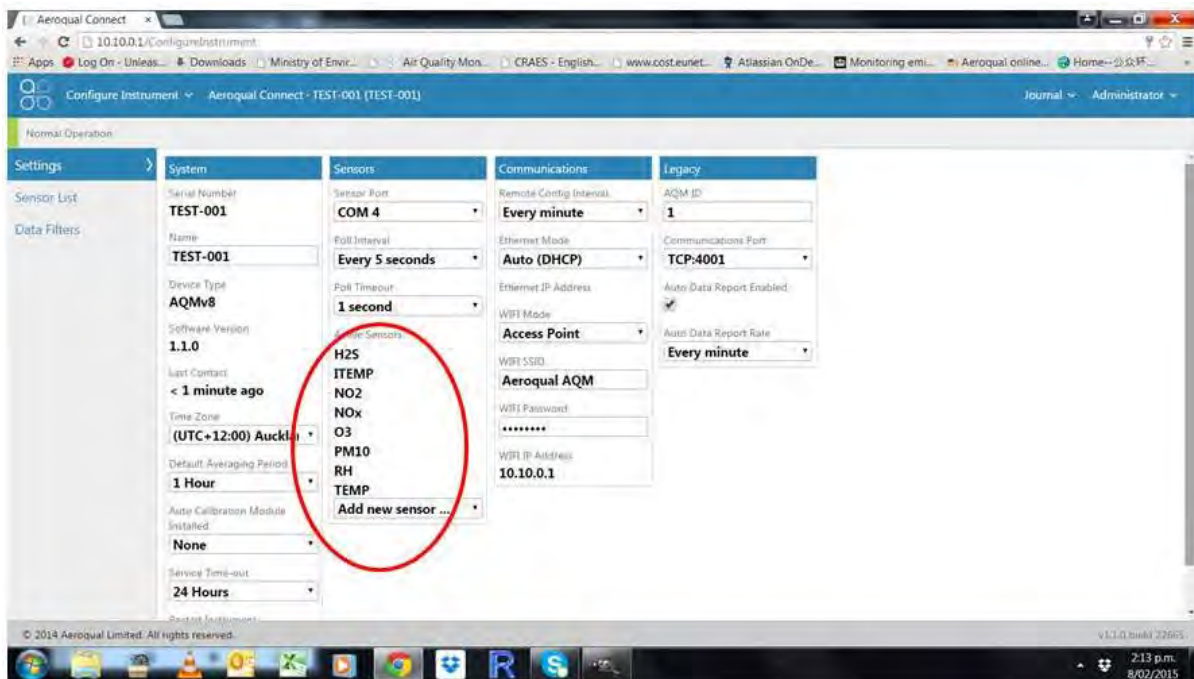 Aeroqual Connect
10.10.0.1/ConfigureInstrument
Apps Log On - Unleas... Downloads Ministry of Envir... Air Quality Mon... CRAES - English... www.cost.eunet... Atlassian OnDe... Monitoring emi... Aeroqual online... Home--公众环...
Configure Instrument Aeroqual Connect - TEST-001 (TEST-001) Journal Administrator
Normal Operation
Settings
Sensor List
Data Filters
System
Serial Number
TEST-001
Name
TEST-001
Device Type
AQMv8
Software Version
1.1.0
Last Contact
< 1 minute ago
Time Zone
(UTC+12:00) Auckla
Default Averaging Period
1 Hour
Auto Calibration Module
Installed
None
Service Time-out
24 Hours
Restart Instrument
Sensors
Sensor Port
COM 4
Poll Interval
Every 5 seconds
Poll Timeout
1 second
Active Sensors
H2S
ITEMP
NO2
NOx
O3
PM10
RH
TEMP
Add new sensor ...
Communications
Remote Config Interval
Every minute
Ethernet Mode
Auto (DHCP)
Ethernet IP Address
WIFI Mode
Access Point
WIFI SSID
Aeroqual AQM
WIFI Password
••••••••
WIFI IP Address
10.10.0.1
Legacy
AQM ID
1
Communications Port
TCP:4001
Auto Data Report Enabled
Auto Data Report Rate
Every minute
© 2014 Aeroqual Limited. All rights reserved.
v1.1.0 build 22665
2:13 p.m.
8/02/2015